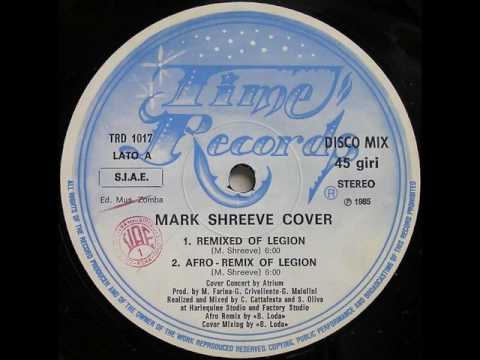 Time
Records
TRD 1017
LATO A
S.I.A.E.
Ed. Mus. Zomba
DISCO MIX
45 giri
STEREO
Ⓟ 1985
MARK SHREEVE COVER
1. REMIXED OF LEGION
(M. Shreeve) 6:00
2. AFRO - REMIX OF LEGION
(M. Shreeve) 6:00
Cover Concert by Atrium
Prod. by M. Farina-G. Crivellente-G. Maiolini
Realized and Mixed by C. Cattafesta and S. Oliva
at Harlequine Studio and Factory Studio
Afro Remix by «B. Loda»
Cover Mixing by «B. Loda»
ALL RIGHTS OF THE RECORD PRODUCER AND OF THE OWNER OF THE WORK REPRODUCED RESERVED. COPYING, PUBLIC PERFORMANCE AND BROADCASTING OF THIS RECORD PROHIBITED